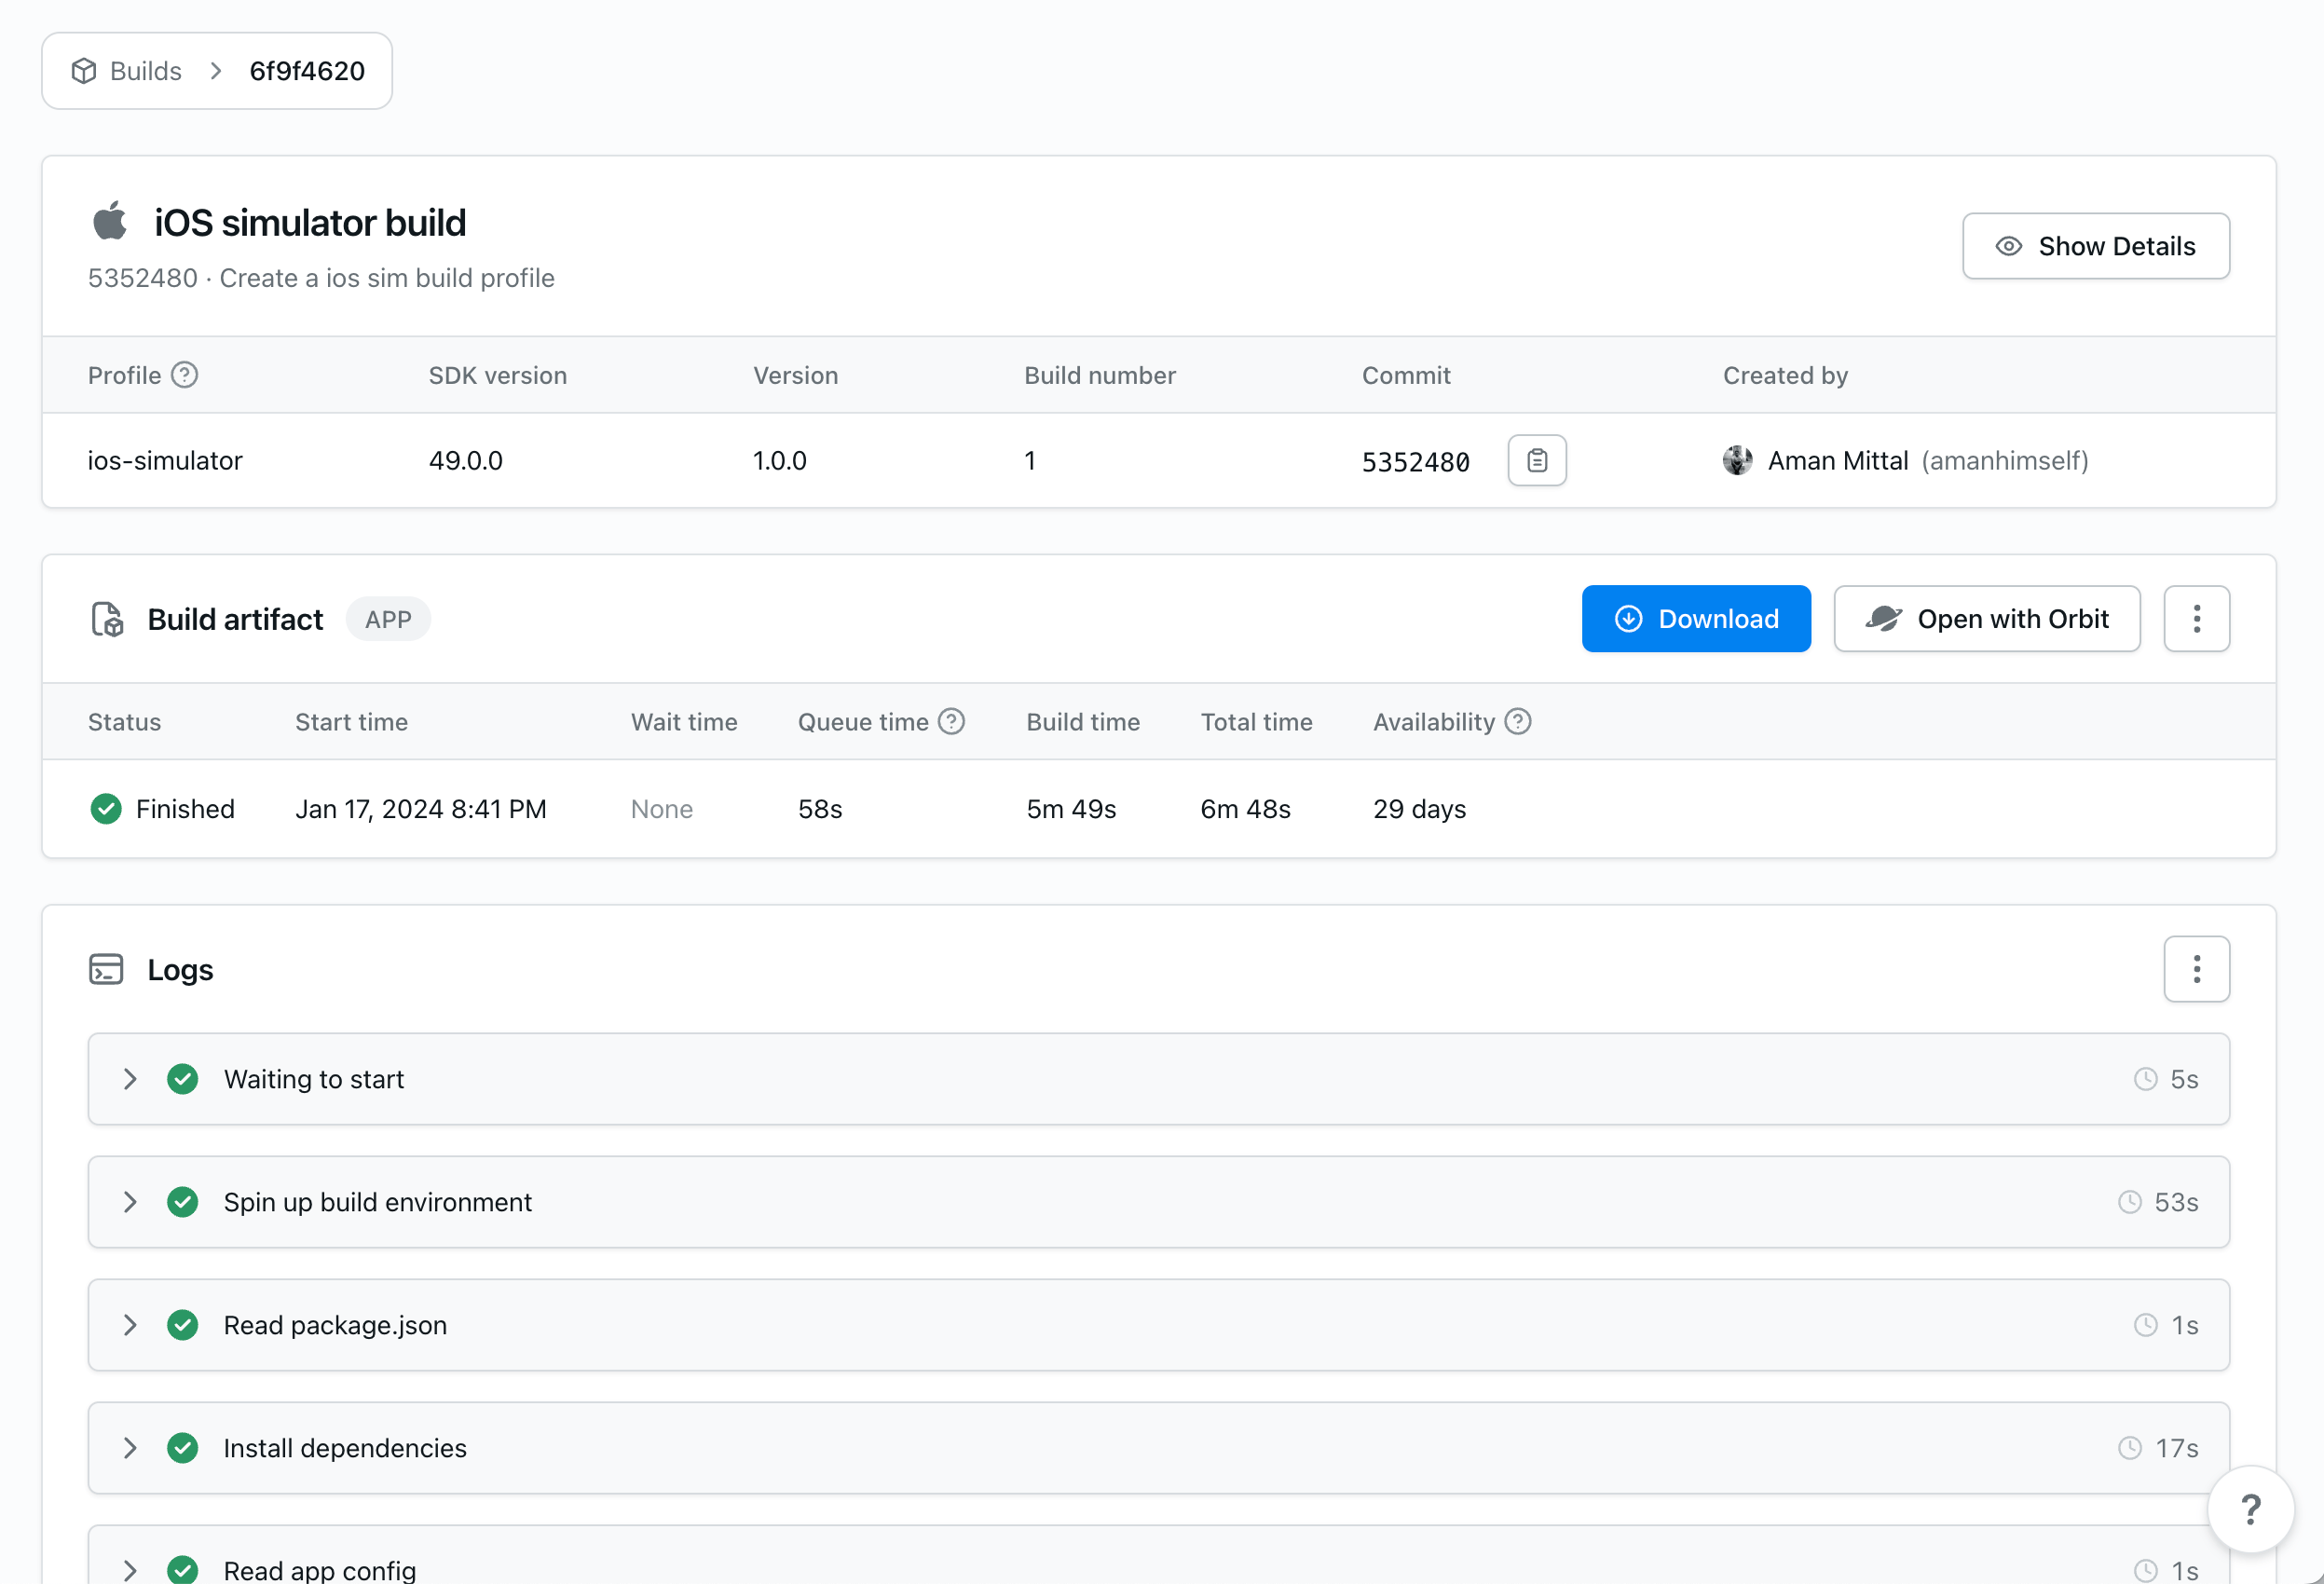 Builds > 6f9f4620
iOS simulator build
5352480 · Create a ios sim build profile
Show Details
Profile ? SDK version Version Build number Commit Created by
ios-simulator 49.0.0 1.0.0 1 5352480 Aman Mittal (amanhimself)
Build artifact APP Download Open with Orbit
Status Start time Wait time Queue time ? Build time Total time Availability ?
Finished Jan 17, 2024 8:41 PM None 58s 5m 49s 6m 48s 29 days
Logs
Waiting to start 5s
Spin up build environment 53s
Read package.json 1s
Install dependencies 17s
?
Read app config 1s